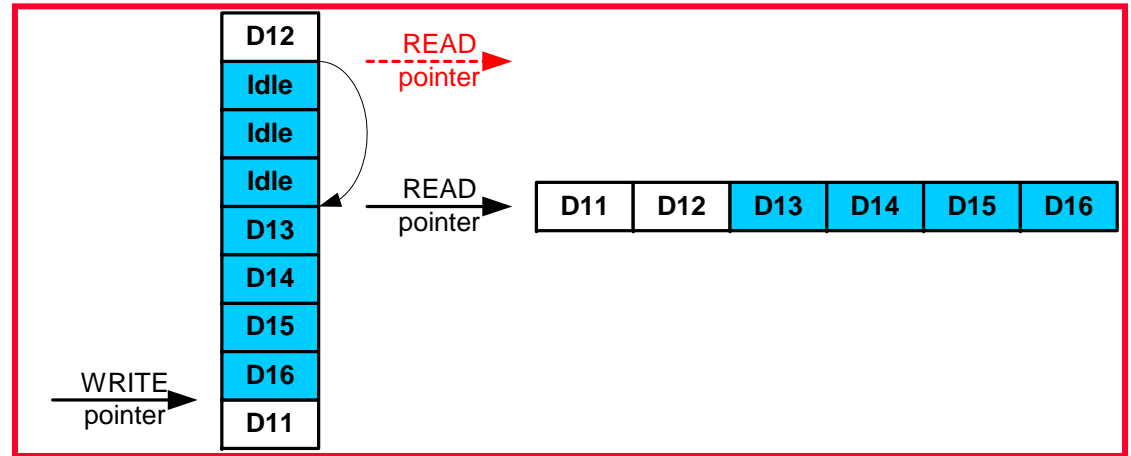 D12
READ
pointer
Idle
Idle
Idle
READ
pointer
D11 D12 D13 D14 D15 D16
D13
D14
D15
D16
WRITE
pointer
D11